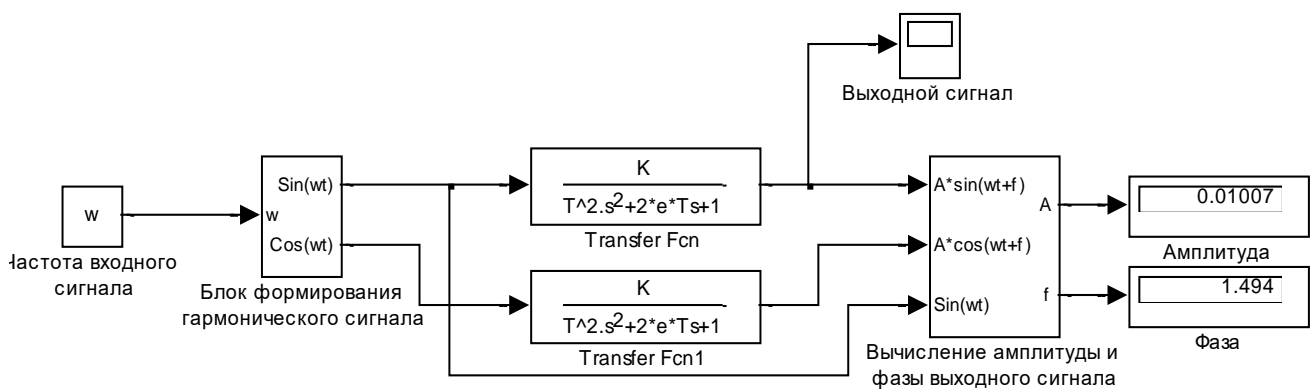 Выходной сигнал
w
Частота входного
сигнала
Sin(wt)
w
Cos(wt)
Блок формирования
гармонического сигнала
K
T^2.s2+2*e*Ts+1
Transfer Fcn
K
T^2.s2+2*e*Ts+1
Transfer Fcn1
A*sin(wt+f)
A*cos(wt+f)
Sin(wt)
A
f
Вычисление амплитуды и
фазы выходного сигнала
0.01007
Амплитуда
1.494
Фаза